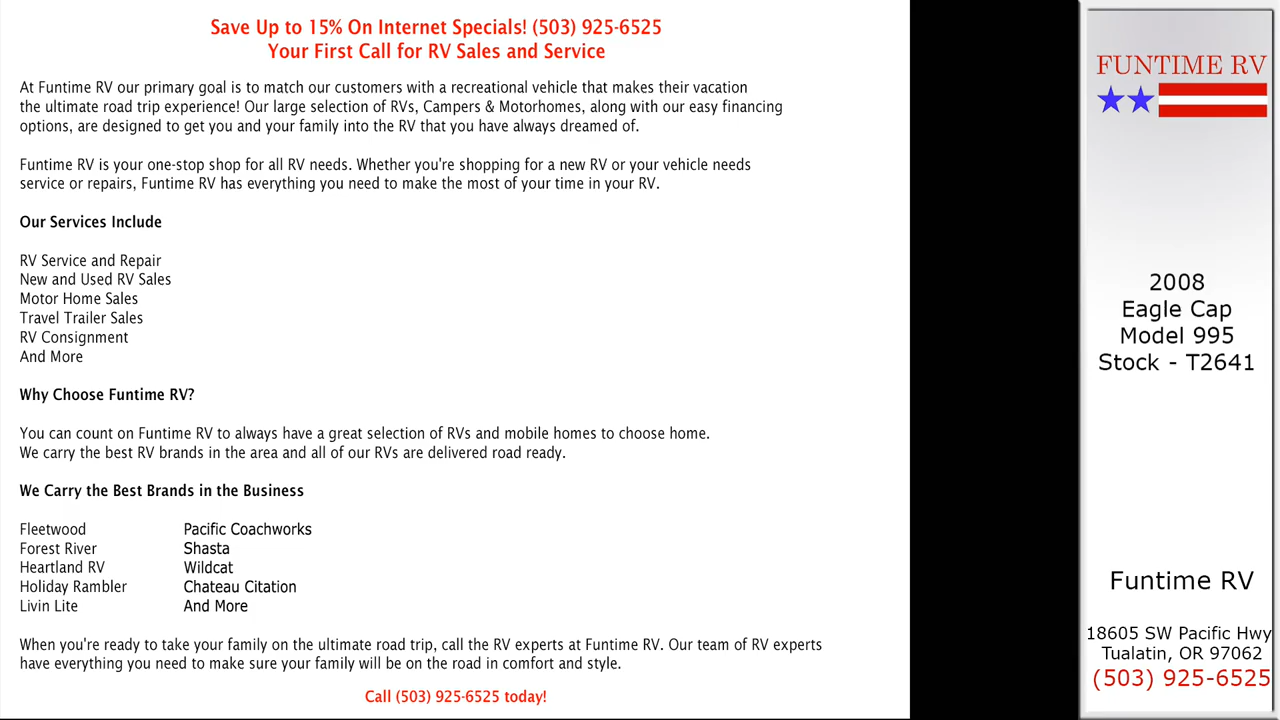 Save Up to 15% On Internet Specials! (503) 925-6525
Your First Call for RV Sales and Service
At Funtime RV our primary goal is to match our customers with a recreational vehicle that makes their vacation
the ultimate road trip experience! Our large selection of RVs, Campers & Motorhomes, along with our easy financing
options, are designed to get you and your family into the RV that you have always dreamed of.
Funtime RV is your one-stop shop for all RV needs. Whether you're shopping for a new RV or your vehicle needs
service or repairs, Funtime RV has everything you need to make the most of your time in your RV.
Our Services Include
RV Service and Repair
New and Used RV Sales
Motor Home Sales
Travel Trailer Sales
RV Consignment
And More
Why Choose Funtime RV?
You can count on Funtime RV to always have a great selection of RVs and mobile homes to choose home.
We carry the best RV brands in the area and all of our RVs are delivered road ready.
We Carry the Best Brands in the Business
Fleetwood
Forest River
Heartland RV
Holiday Rambler
Livin Lite
Pacific Coachworks
Shasta
Wildcat
Chateau Citation
And More
When you're ready to take your family on the ultimate road trip, call the RV experts at Funtime RV. Our team of RV experts
have everything you need to make sure your family will be on the road in comfort and style.
Call (503) 925-6525 today!
FUNTIME RV
2008
Eagle Cap
Model 995
Stock - T2641
Funtime RV
18605 SW Pacific Hwy
Tualatin, OR 97062
(503) 925-6525